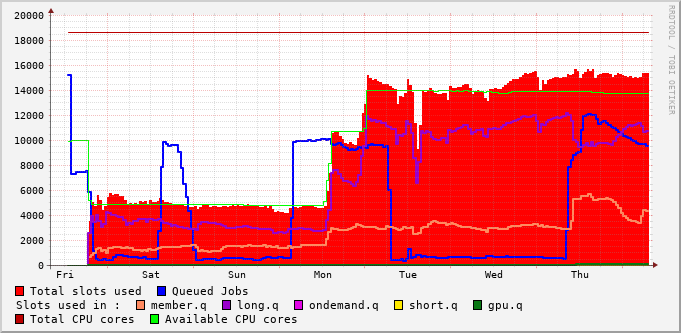 20000
18000
16000
14000
12000
10000
8000
6000
4000
2000
0
Fri Sat Sun Mon Tue Wed Thu
RRDTOOL / TOBI OETIKER
Total slots used Queued Jobs
Slots used in : member.q long.q ondemand.q short.q gpu.q
Total CPU cores Available CPU cores